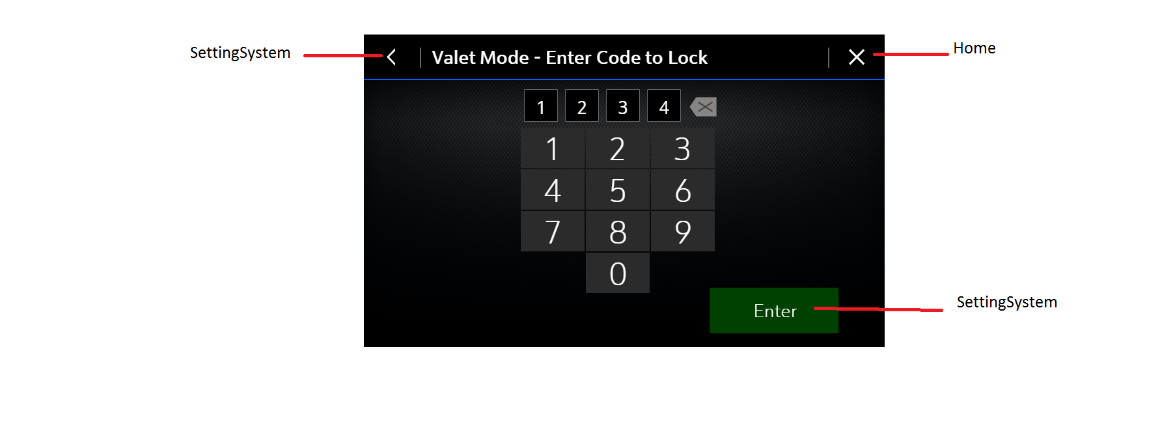 SettingSystem
Valet Mode - Enter Code to Lock
Home
1 2 3 4
1 2 3
4 5 6
7 8 9
0
Enter
SettingSystem